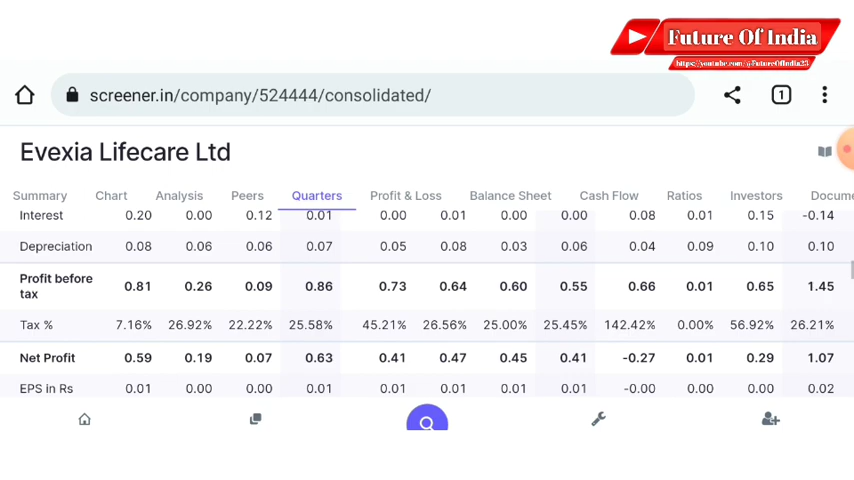 Future Of India
https://youtube.com/@FutureOfIndia23
screener.in/company/524444/consolidated/
1
Evexia Lifecare Ltd
Summary Chart Analysis Peers Quarters Profit & Loss Balance Sheet Cash Flow Ratios Investors Docume
Interest 0.20 0.00 0.12 0.01 0.00 0.01 0.00 0.00 0.08 0.01 0.15 -0.14
Depreciation 0.08 0.06 0.06 0.07 0.05 0.08 0.03 0.06 0.04 0.09 0.10 0.10
Profit before
tax 0.81 0.26 0.09 0.86 0.73 0.64 0.60 0.55 0.66 0.01 0.65 1.45
Tax % 7.16% 26.92% 22.22% 25.58% 45.21% 26.56% 25.00% 25.45% 142.42% 0.00% 56.92% 26.21%
Net Profit 0.59 0.19 0.07 0.63 0.41 0.47 0.45 0.41 -0.27 0.01 0.29 1.07
EPS in Rs 0.01 0.00 0.00 0.01 0.01 0.01 0.01 0.01 -0.00 0.00 0.00 0.02